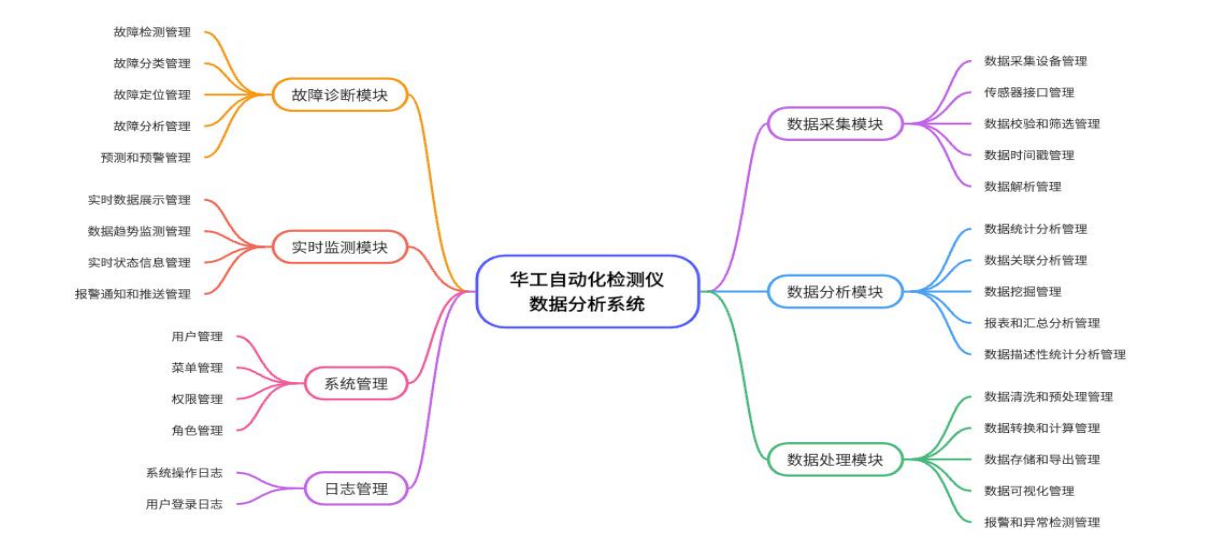 华工自动化检测仪
数据分析系统
故障诊断模块
故障检测管理
故障分类管理
故障定位管理
故障分析管理
预测和预警管理
实时监测模块
实时数据展示管理
数据趋势监测管理
实时状态信息管理
报警通知和推送管理
系统管理
用户管理
菜单管理
权限管理
角色管理
日志管理
系统操作日志
用户登录日志
数据采集模块
数据采集设备管理
传感器接口管理
数据校验和筛选管理
数据时间戳管理
数据解析管理
数据分析模块
数据统计分析管理
数据关联分析管理
数据挖掘管理
报表和汇总分析管理
数据描述性统计分析管理
数据处理模块
数据清洗和预处理管理
数据转换和计算管理
数据存储和导出管理
数据可视化管理
报警和异常检测管理